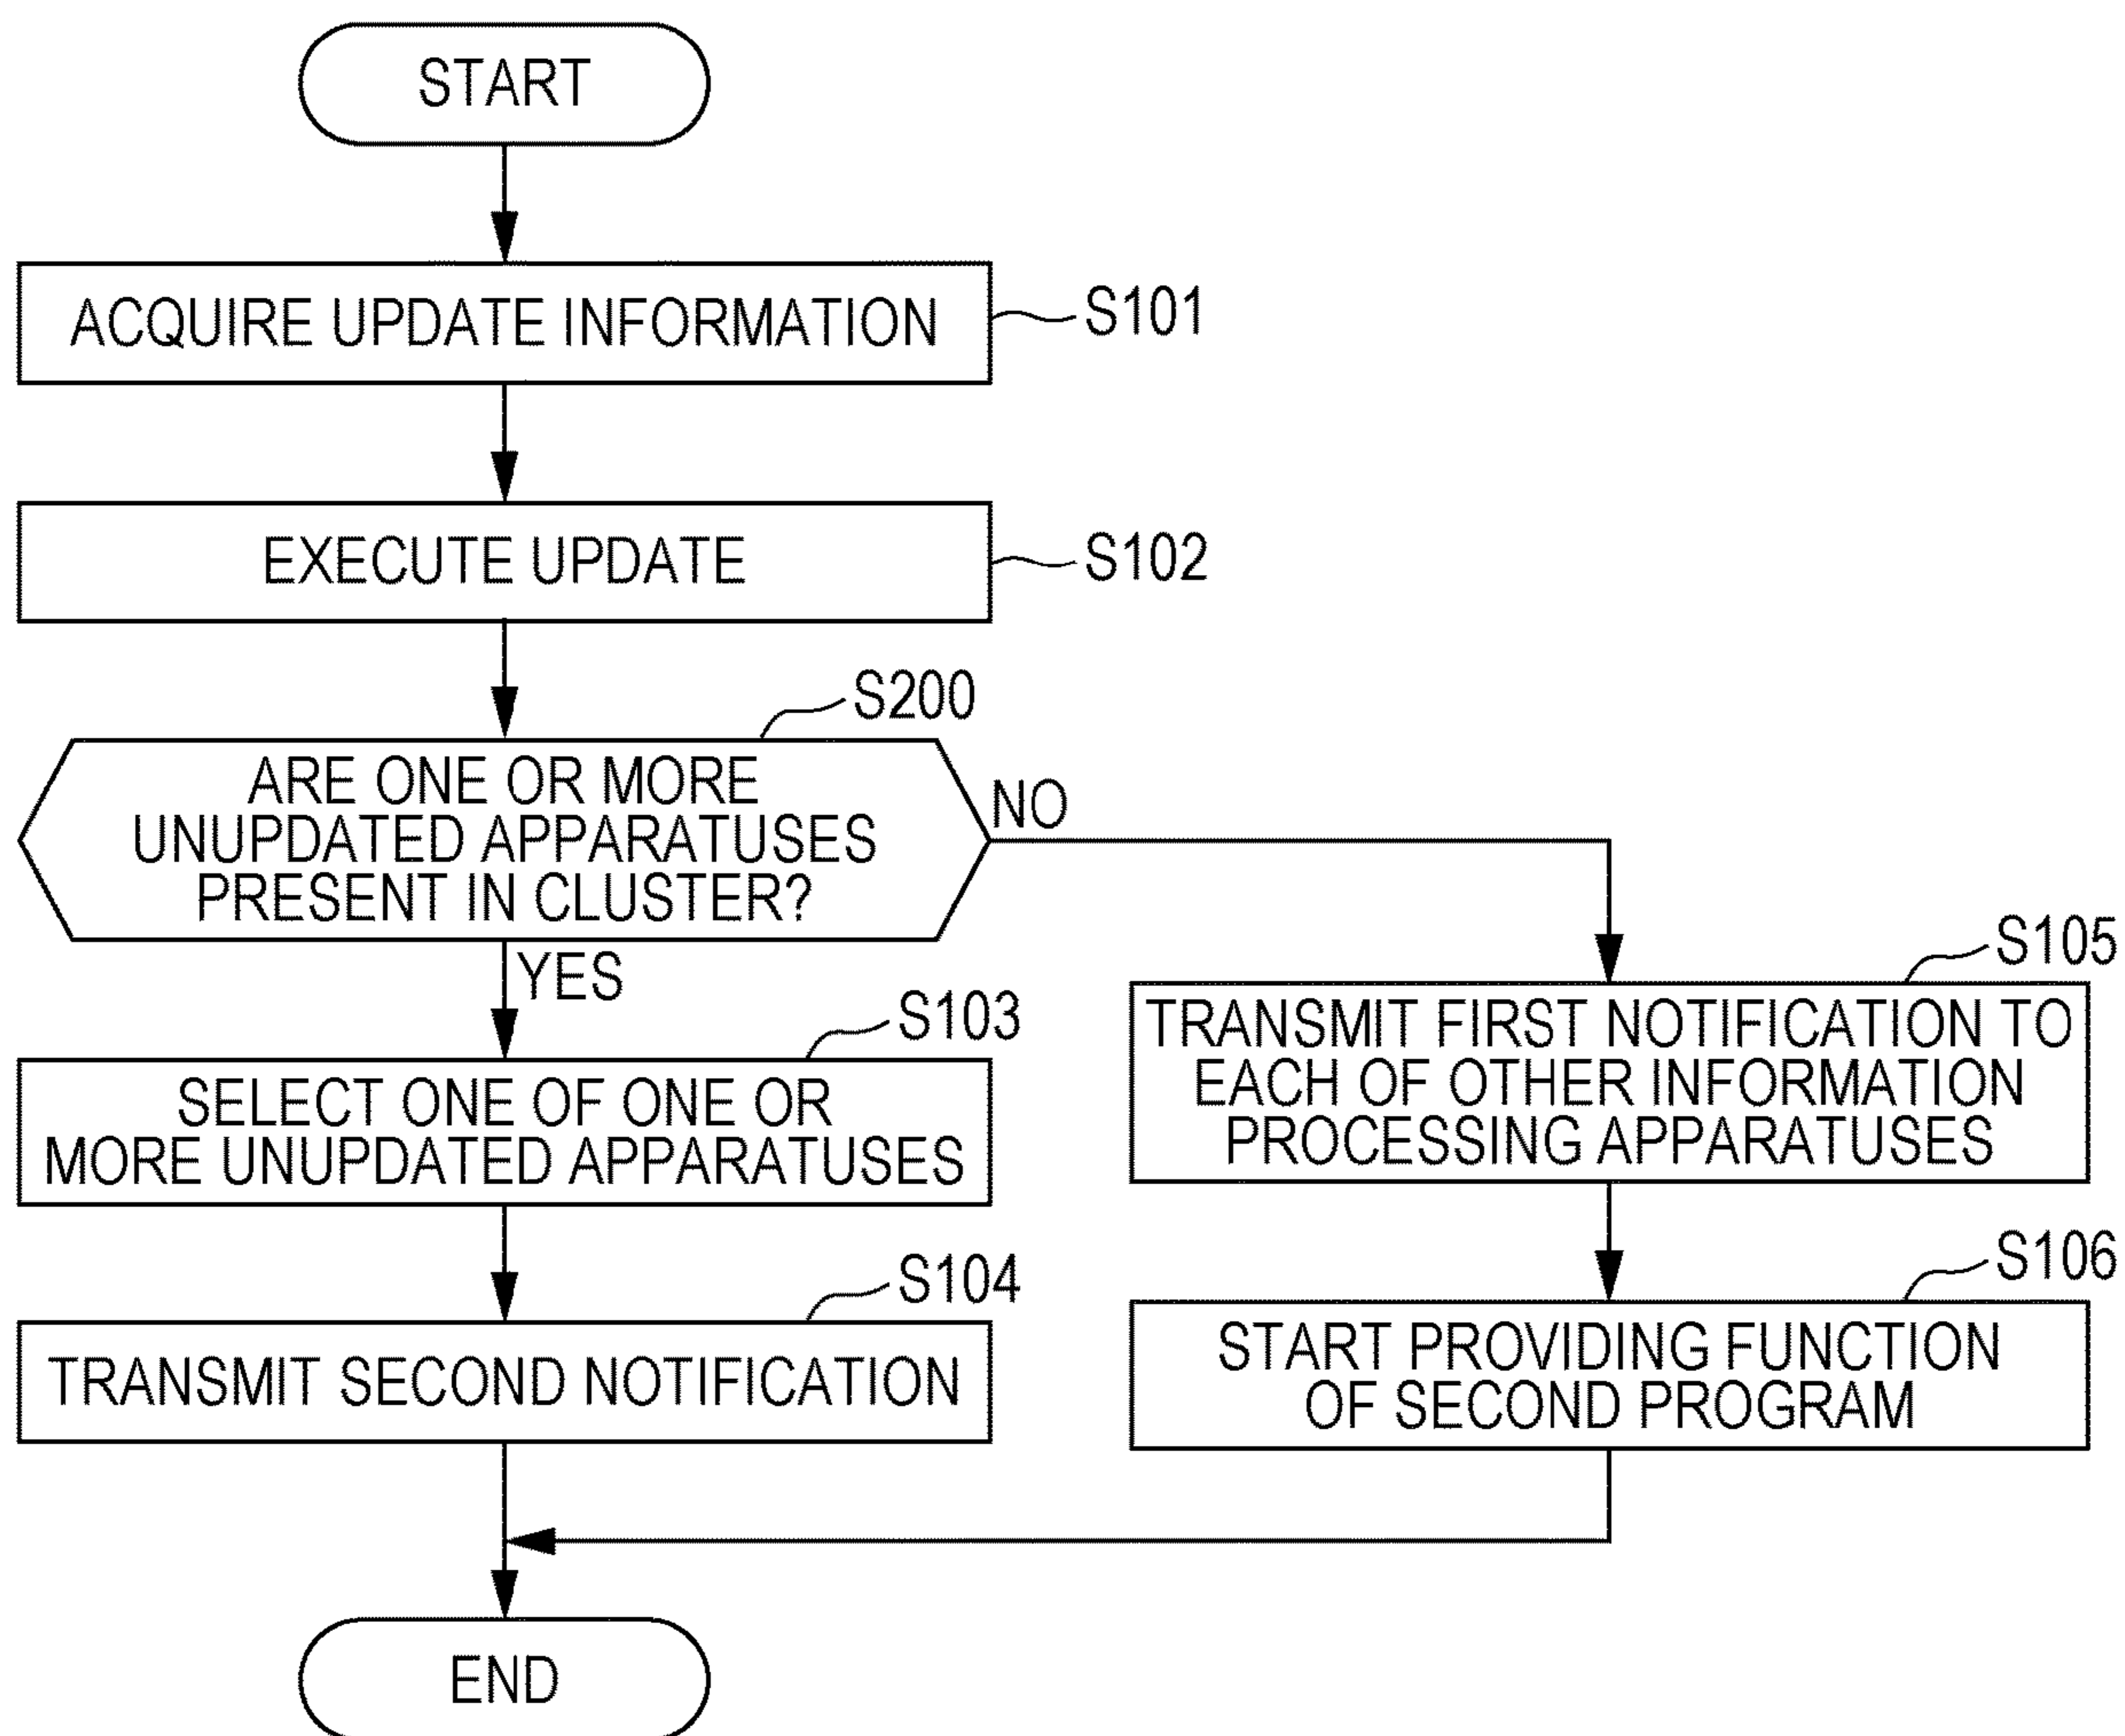 START
ACQUIRE UPDATE INFORMATION
S101
EXECUTE UPDATE
S102
S200
ARE ONE OR MORE
UNUPDATED APPARATUSES
PRESENT IN CLUSTER?
NO
YES
S103
SELECT ONE OF ONE OR
MORE UNUPDATED APPARATUSES
S104
TRANSMIT SECOND NOTIFICATION
S105
TRANSMIT FIRST NOTIFICATION TO
EACH OF OTHER INFORMATION
PROCESSING APPARATUSES
S106
START PROVIDING FUNCTION
OF SECOND PROGRAM
END